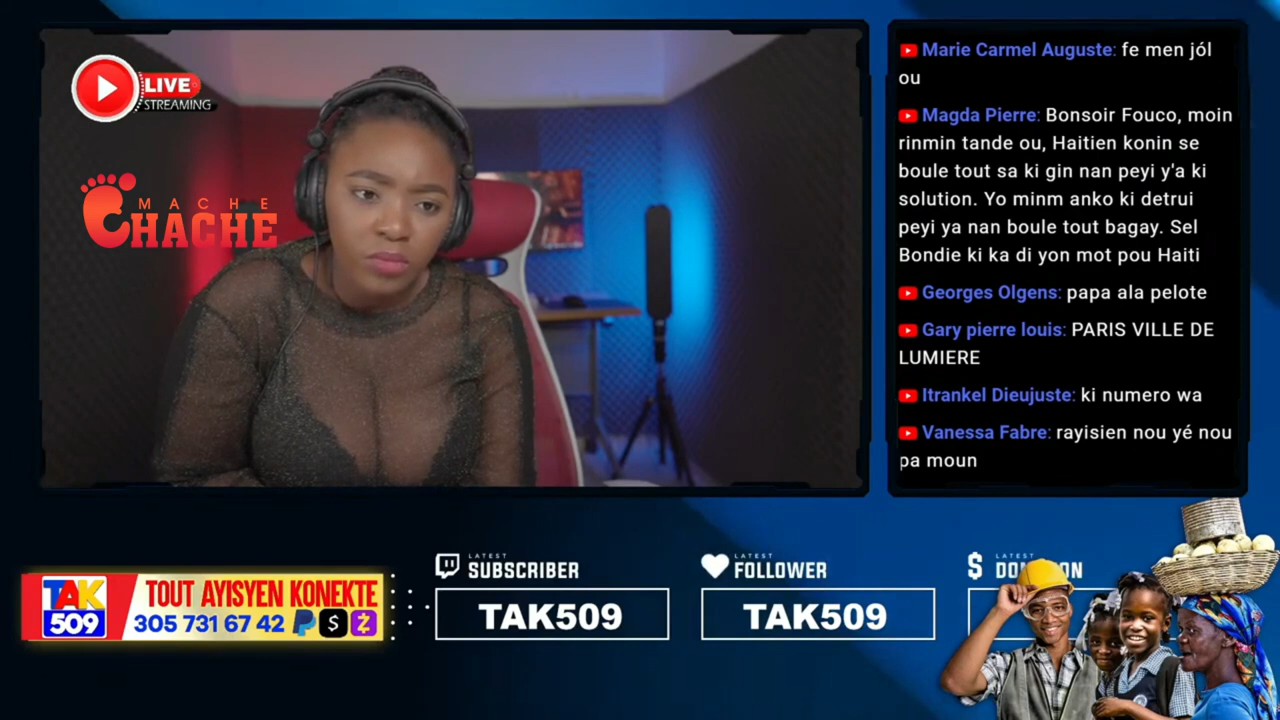 LIVE
STREAMING
MACHE
CHACHE
Marie Carmel Auguste: fe men jól
ou
Magda Pierre: Bonsoir Fouco, moin
rinmin tande ou, Haitien konin se
boule tout sa ki gin nan peyi y'a ki
solution. Yo minm anko ki detrui
peyi ya nan boule tout bagay. Sel
Bondie ki ka di yon mot pou Haiti
Georges Olgens: papa ala pelote
Gary pierre louis: PARIS VILLE DE
LUMIERE
Itrankel Dieujuste: ki numero wa
Vanessa Fabre: rayisien nou yé nou
pa moun
TAK
509
TOUT AYISYEN KONEKTE
305 731 67 42
LATEST
SUBSCRIBER
TAK509
LATEST
FOLLOWER
TAK509
$ LATEST